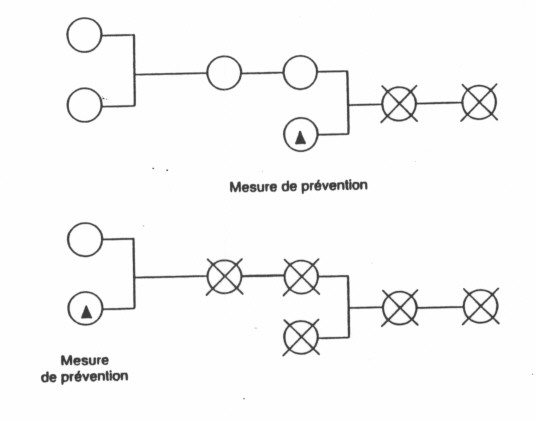 Mesure de prévention
Mesure
de prévention